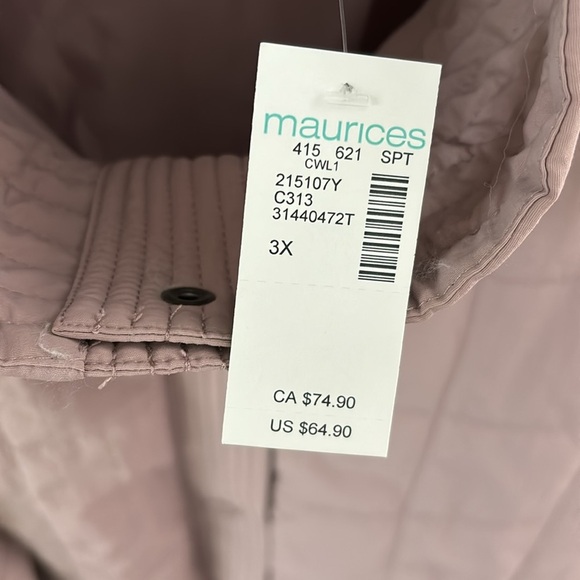 maurices
415 621 SPT
CWL1
215107Y
C313
31440472T
3X
CA $74.90
US $64.90